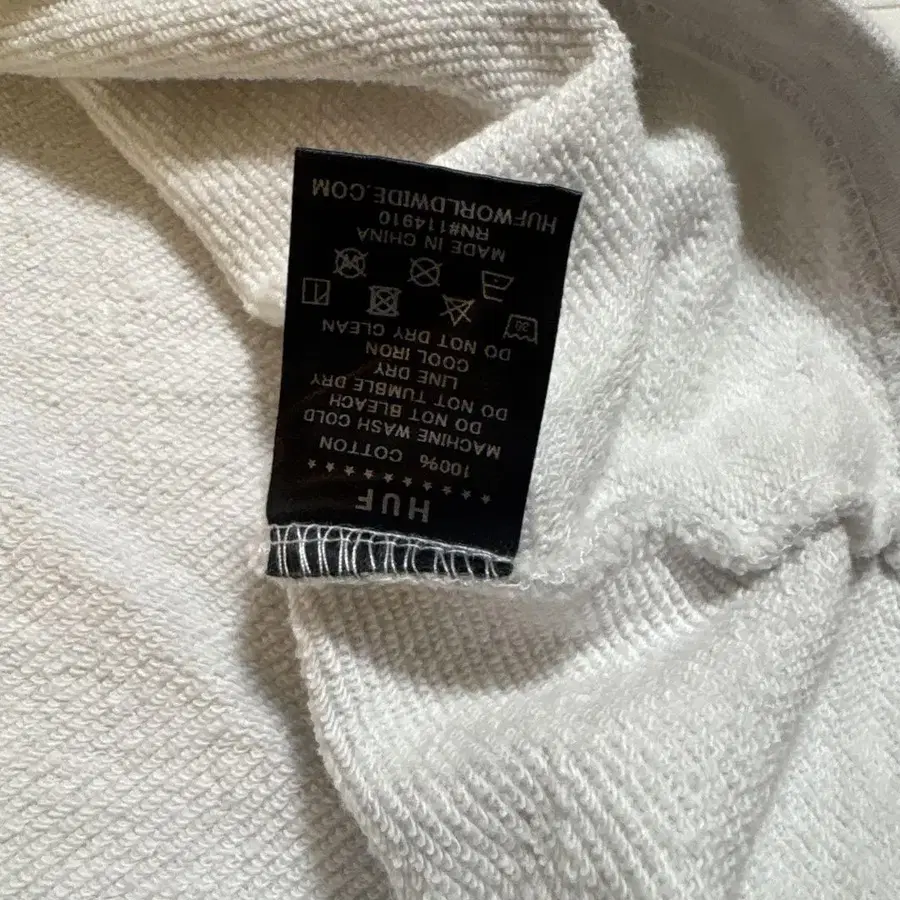 HUF
100% COTTON
MACHINE WASH COLD
DO NOT BLEACH
DO NOT TUMBLE DRY
LINE DRY
COOL IRON
DO NOT DRY CLEAN
30
W
MADE IN CHINA
RN#114910
HUFWORLDWIDE.COM